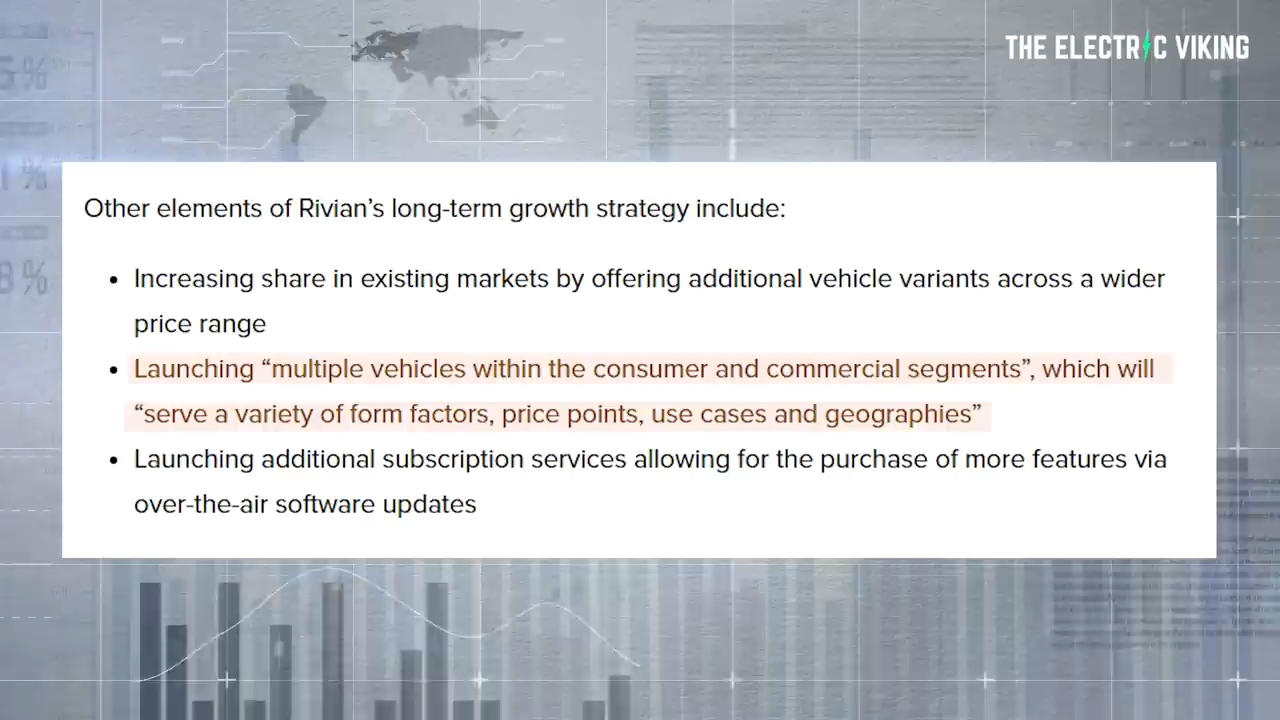 THE ELECTRIC VIKING
5%
1%
8%
Other elements of Rivian’s long-term growth strategy include:
• Increasing share in existing markets by offering additional vehicle variants across a wider
price range
• Launching “multiple vehicles within the consumer and commercial segments”, which will
“serve a variety of form factors, price points, use cases and geographies”
• Launching additional subscription services allowing for the purchase of more features via
over-the-air software updates